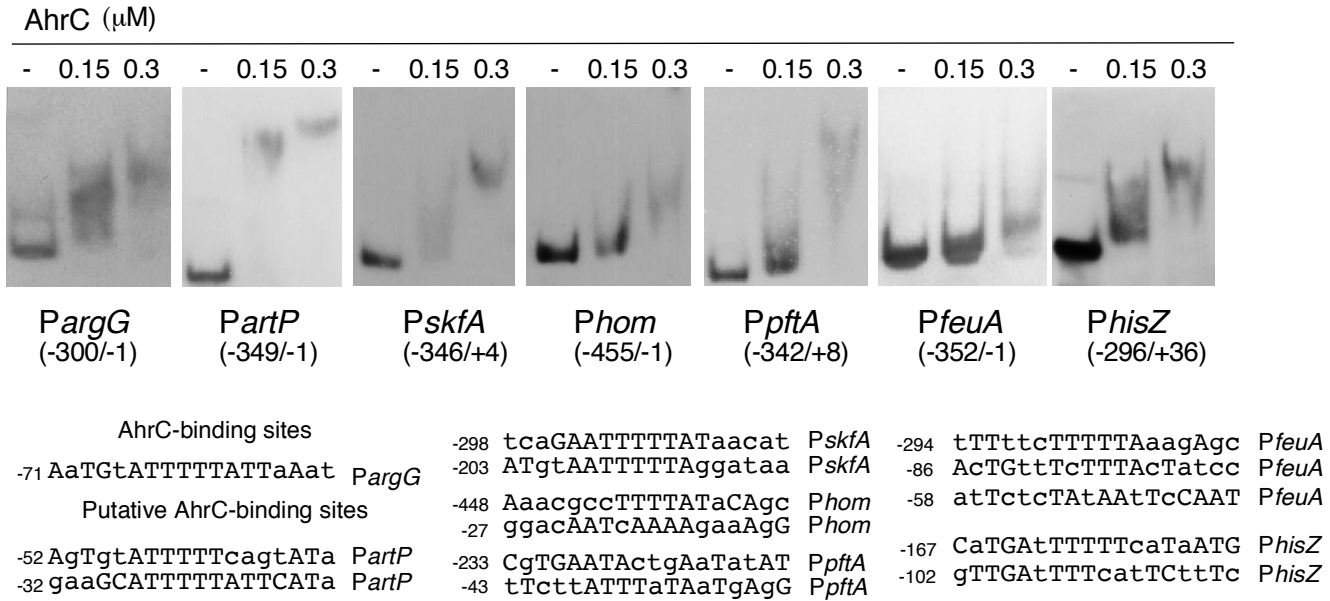 AhrC (μM)
- 0.15 0.3 - 0.15 0.3 - 0.15 0.3 - 0.15 0.3 - 0.15 0.3 - 0.15 0.3 - 0.15 0.3
PargG PartP PskfA Phom PpftA PfeuA PhisZ
(-300/-1) (-349/-1) (-346/+4) (-455/-1) (-342/+8) (-352/-1) (-296/+36)
AhrC-binding sites
-71 AaTGtATTTTTATTaAat PargG
Putative AhrC-binding sites
-52 AgTgtATTTTTcagtATa PartP
-32 gaaGCATTTTTATTCATa PartP
-298 tcaGAATTTTTATaacat PskfA
-203 ATgtAATTTTTAggataa PskfA
-448 AaacgccTTTTATaCAgc Phom
-27 ggacAATcAAAAgaaAgG Phom
-233 CgTGAATActgAaTatAT PpftA
-43 tTcttATTTaTAaTgAgG PpftA
-294 tTTttcTTTTTAaagAgc PfeuA
-86 AcTGttTcTTTAcTatcc PfeuA
-58 atTctcTAtAAtTcCAAT PfeuA
-167 CaTGAtTTTTTcaTaATG PhisZ
-102 gTTGAtTTTcatTCttTc PhisZ